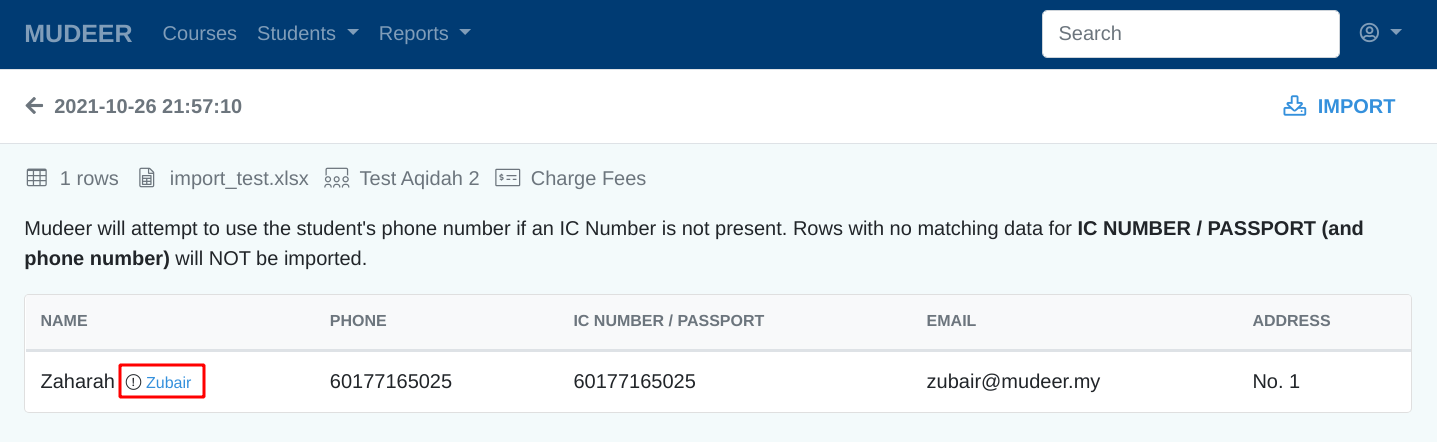 MUDEER Courses Students Reports Search
2021-10-26 21:57:10 IMPORT
1 rows import_test.xlsx Test Aqidah 2 $ Charge Fees
Mudeer will attempt to use the student's phone number if an IC Number is not present. Rows with no matching data for IC NUMBER / PASSPORT (and
phone number) will NOT be imported.
NAME PHONE IC NUMBER / PASSPORT EMAIL ADDRESS
Zaharah Zubair 60177165025 60177165025 zubair@mudeer.my No. 1